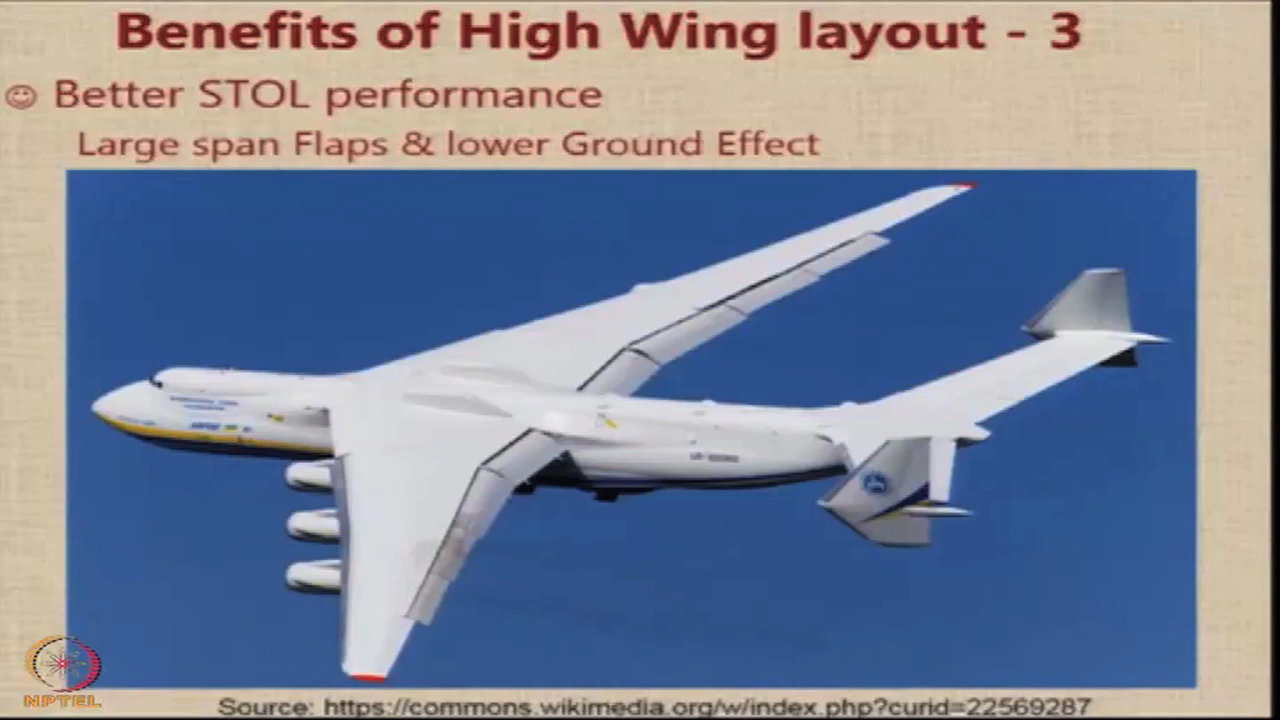 Benefits of High Wing layout - 3
Better STOL performance
Large span Flaps & lower Ground Effect
NPTEL
Source: https://commons.wikimedia.org/w/index.php?curid=22569287